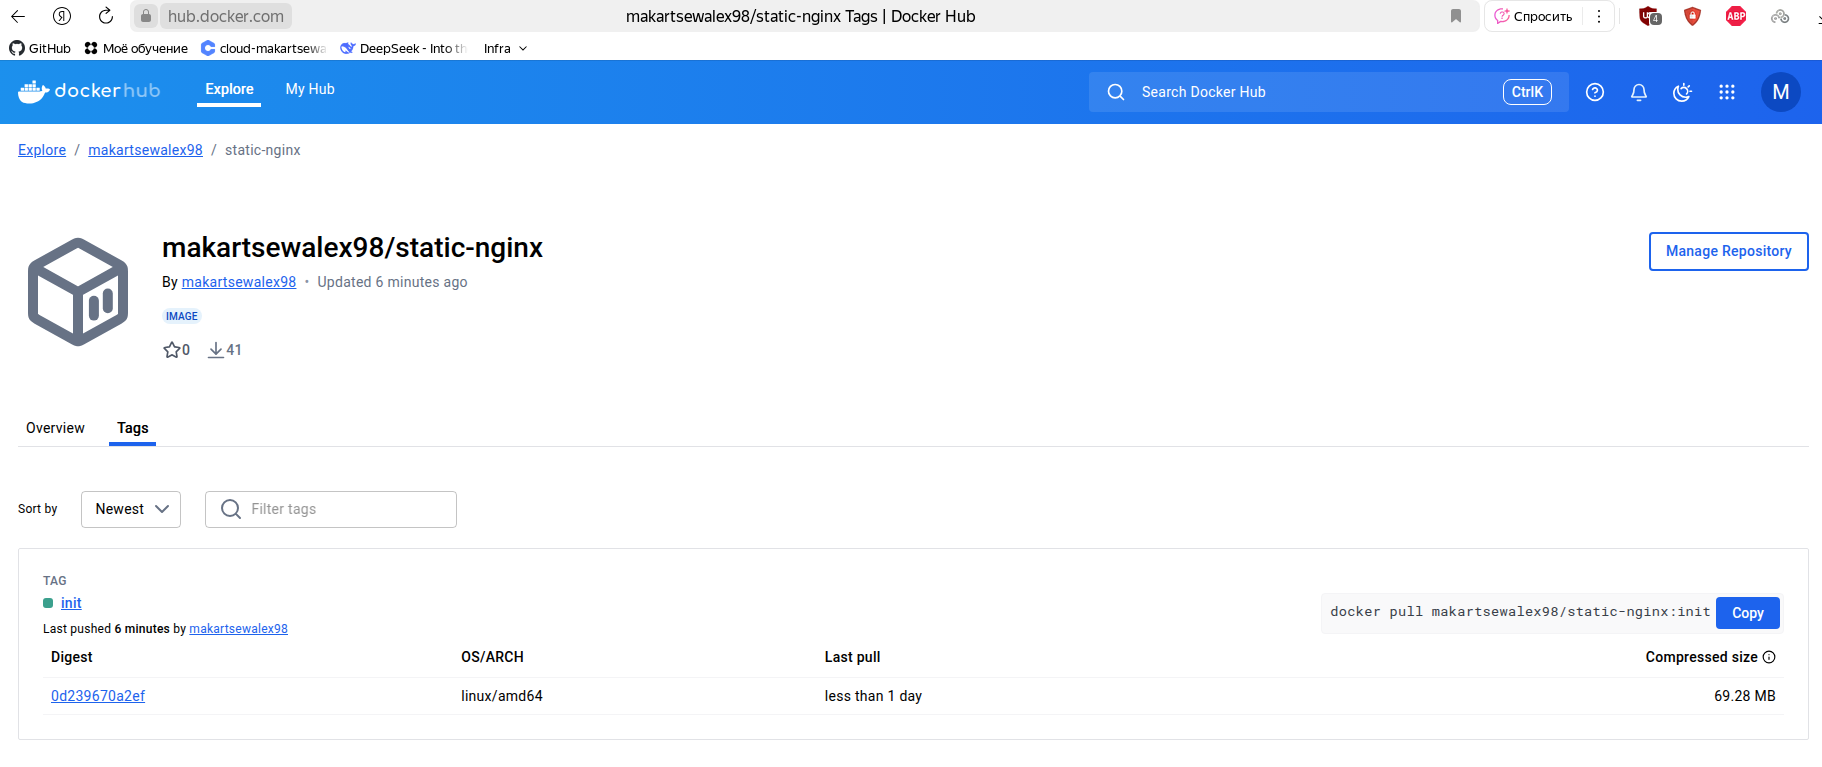 hub.docker.com
makartsewalex98/static-nginx Tags | Docker Hub
Спросить
4
ABP
GitHub
Моё обучение
cloud-makartsewa
DeepSeek - Into th
Infra
dockerhub
Explore
My Hub
Search Docker Hub
CtrlK
M
Explore / makartsewalex98 / static-nginx
makartsewalex98/static-nginx
Manage Repository
By makartsewalex98 • Updated 6 minutes ago
IMAGE
0 41
Overview
Tags
Sort by
Newest
Filter tags
TAG
init
docker pull makartsewalex98/static-nginx:init
Copy
Last pushed 6 minutes by makartsewalex98
Digest OS/ARCH Last pull Compressed size
0d239670a2ef linux/amd64 less than 1 day 69.28 MB